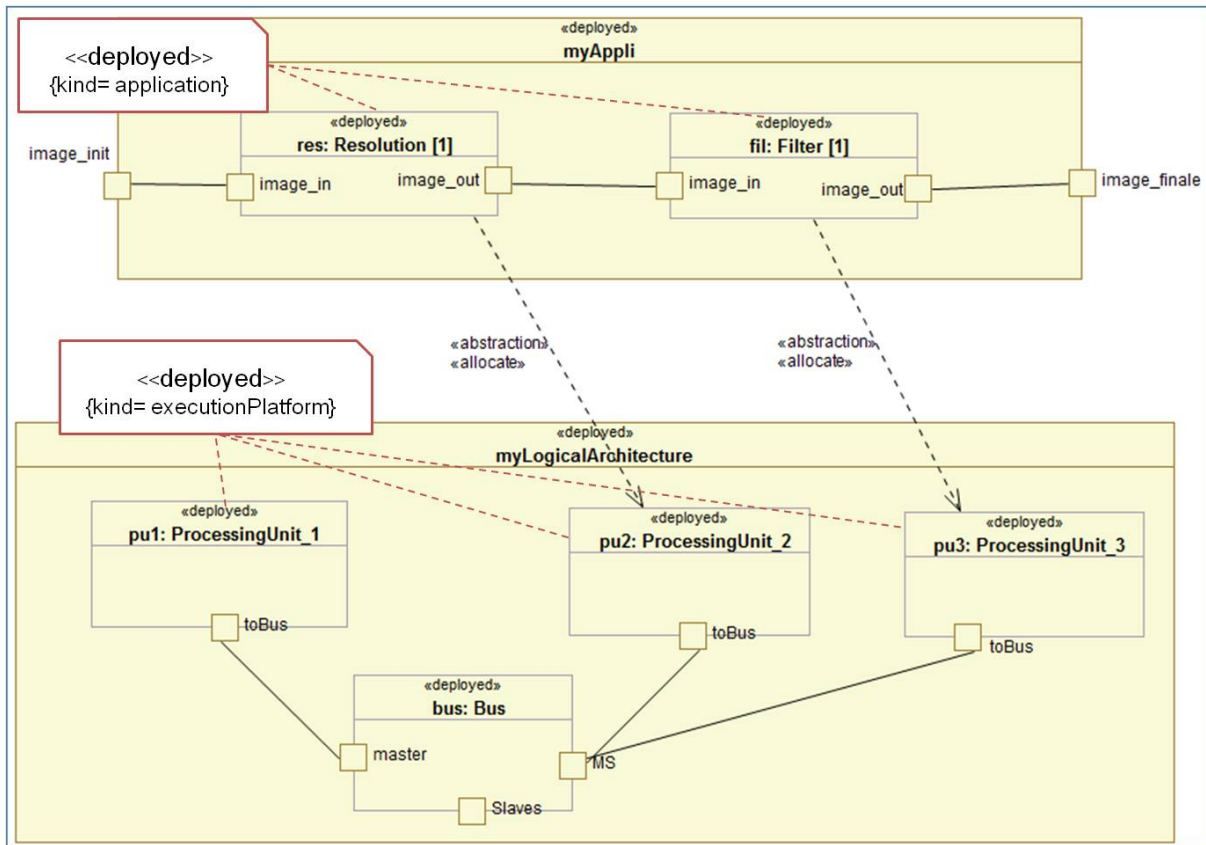 «deployed»
myAppli
<<deployed>>
{kind= application}
«deployed»
res: Resolution [1]
«deployed»
fil: Filter [1]
image_init
image_in
image_out
image_in
image_out
image_finale
«abstraction»
«allocate»
«abstraction»
«allocate»
<<deployed>>
{kind= executionPlatform}
«deployed»
myLogicalArchitecture
«deployed»
pu1: ProcessingUnit_1
«deployed»
pu2: ProcessingUnit_2
«deployed»
pu3: ProcessingUnit_3
toBus
toBus
toBus
«deployed»
bus: Bus
master
MS
Slaves